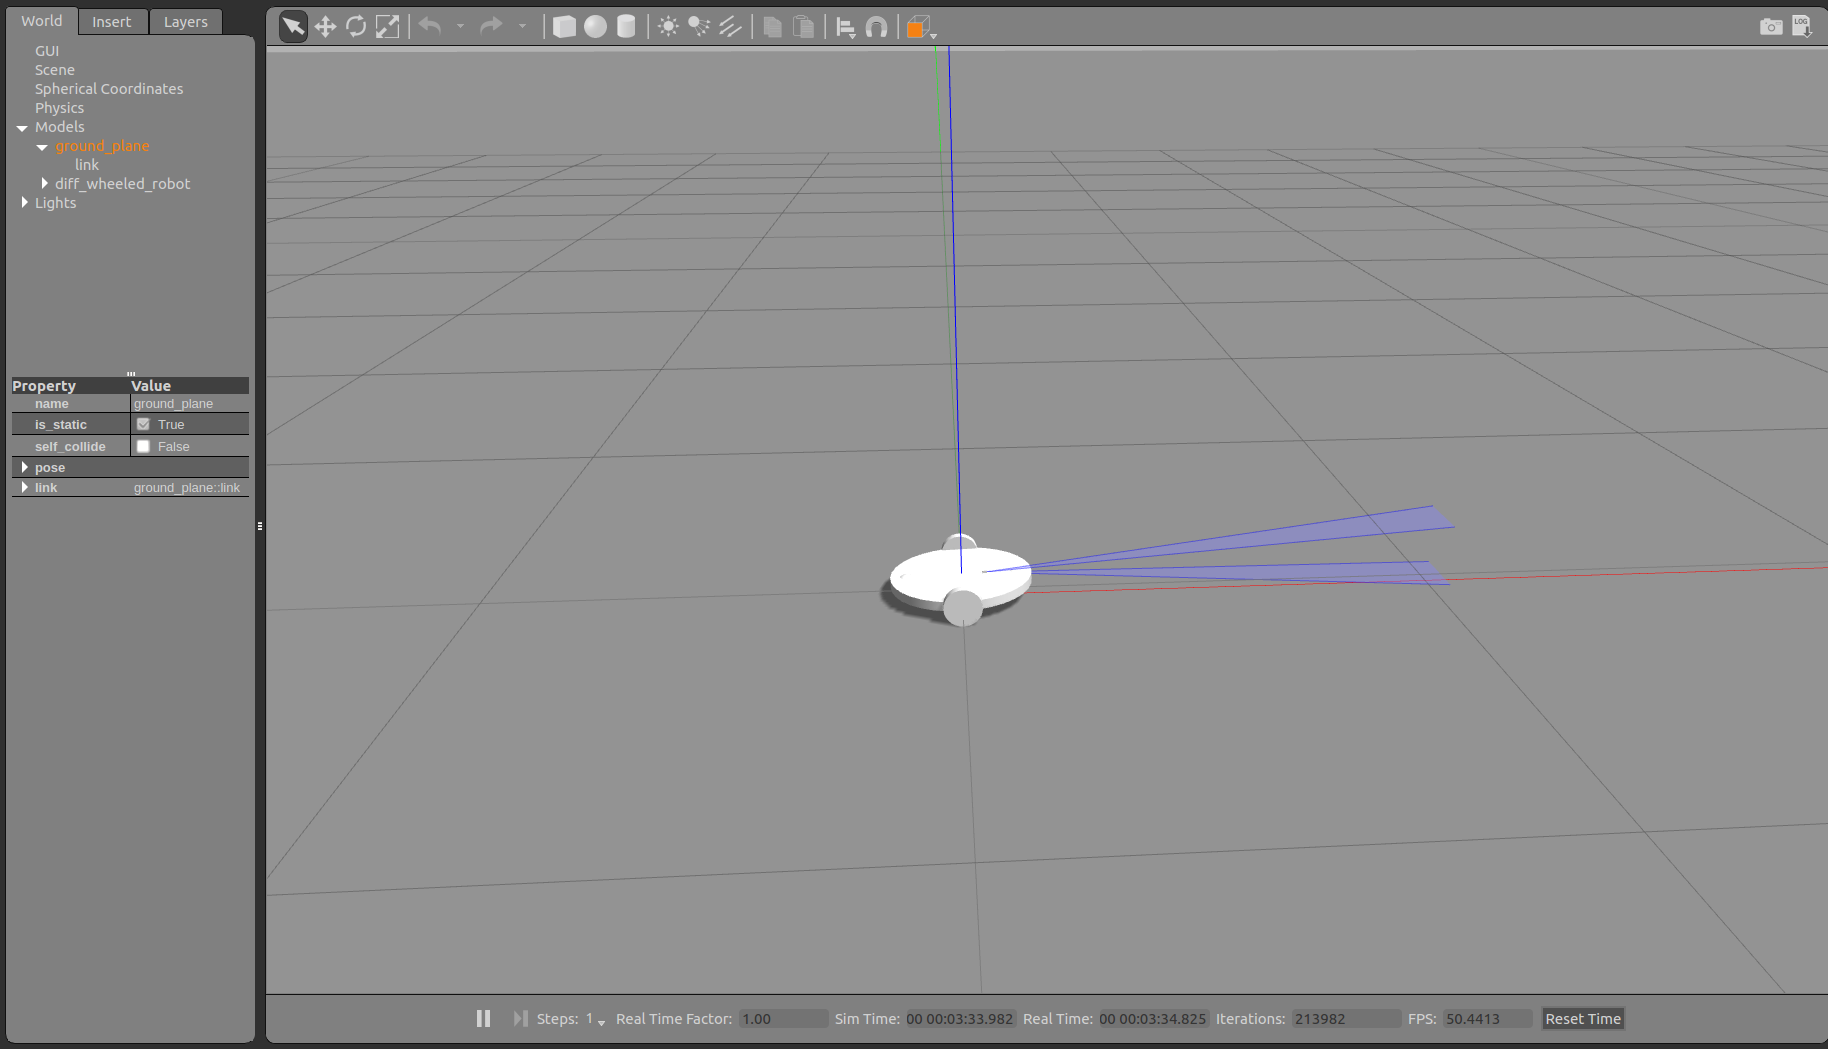 World Insert Layers
GUI
Scene
Spherical Coordinates
Physics
Models
ground_plane
link
diff_wheeled_robot
Lights
Property Value
name ground_plane
is_static True
self_collide False
pose
link ground_plane::link
LOG
Steps: 1 Real Time Factor: 1.00 Sim Time: 00 00:03:33.982 Real Time: 00 00:03:34.825 Iterations: 213982 FPS: 50.4413 Reset Time